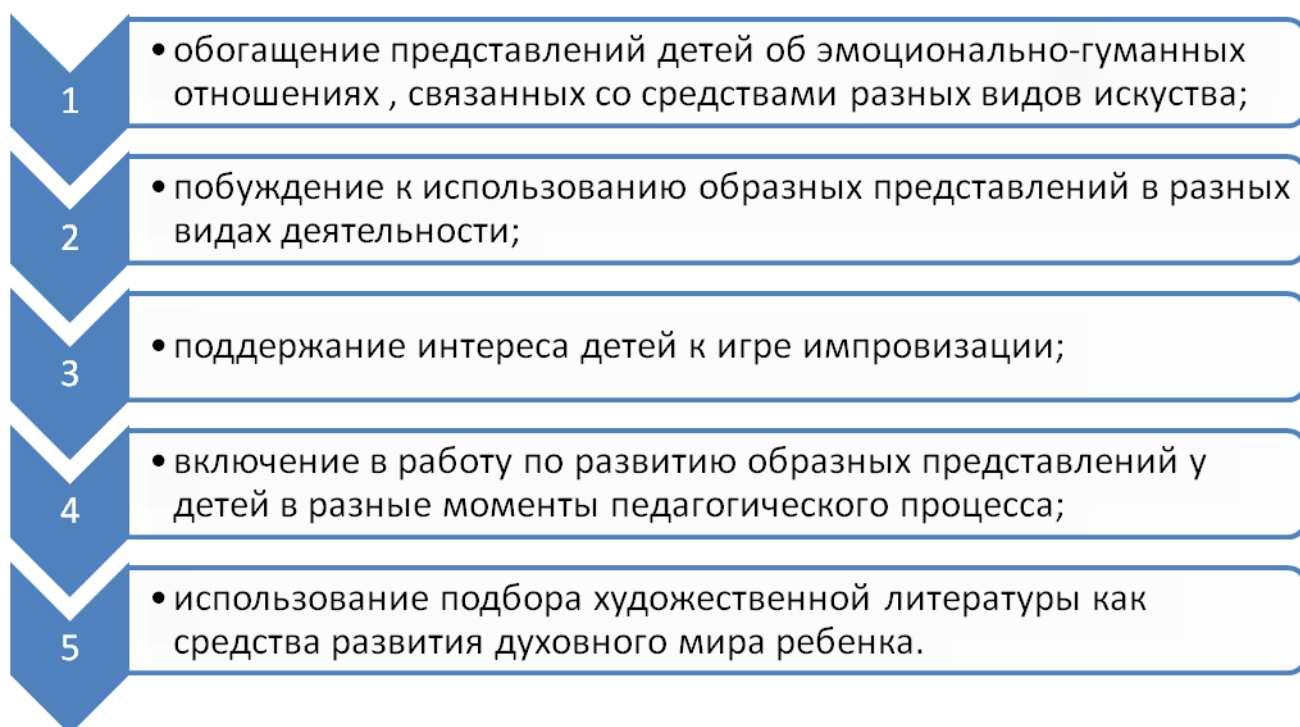 1
• обогащение представлений детей об эмоционально-гуманных
отношениях , связанных со средствами разных видов искуства;
2
• побуждение к использованию образных представлений в разных
видах деятельности;
3
• поддержание интереса детей к игре импровизации;
4
• включение в работу по развитию образных представлений у
детей в разные моменты педагогического процесса;
5
• использование подбора художественной литературы как
средства развития духовного мира ребенка.